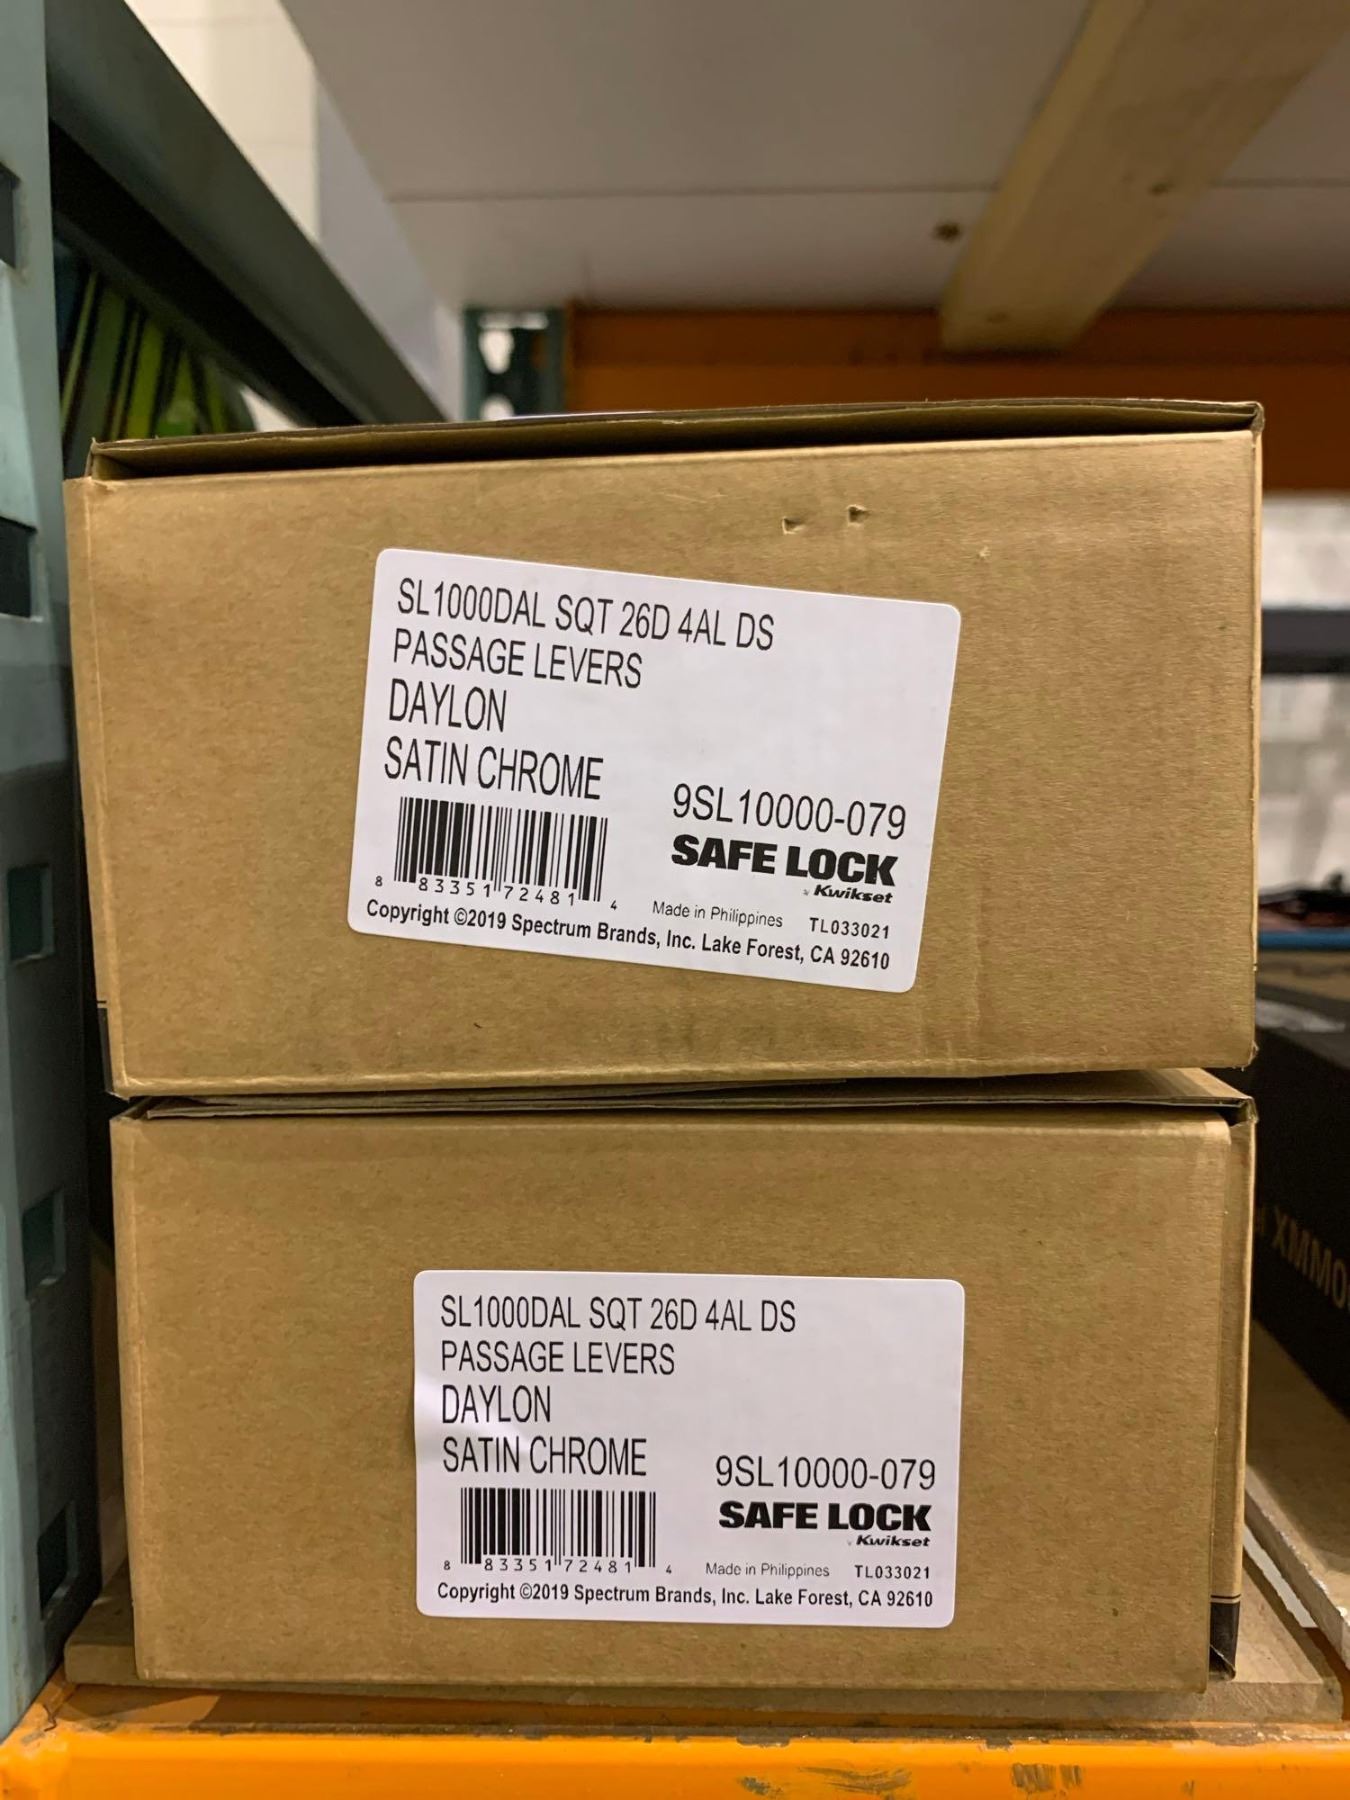 SL1000DAL SQT 26D 4AL DS
PASSAGE LEVERS
DAYLON
SATIN CHROME
9SL10000-079
SAFE LOCK
Kwikset
8 83351 72481 4
Made in Philippines TL033021
Copyright ©2019 Spectrum Brands, Inc. Lake Forest, CA 92610
SL1000DAL SQT 26D 4AL DS
PASSAGE LEVERS
DAYLON
SATIN CHROME
9SL10000-079
SAFE LOCK
Kwikset
8 83351 72481 4
Made in Philippines TL033021
Copyright ©2019 Spectrum Brands, Inc. Lake Forest, CA 92610